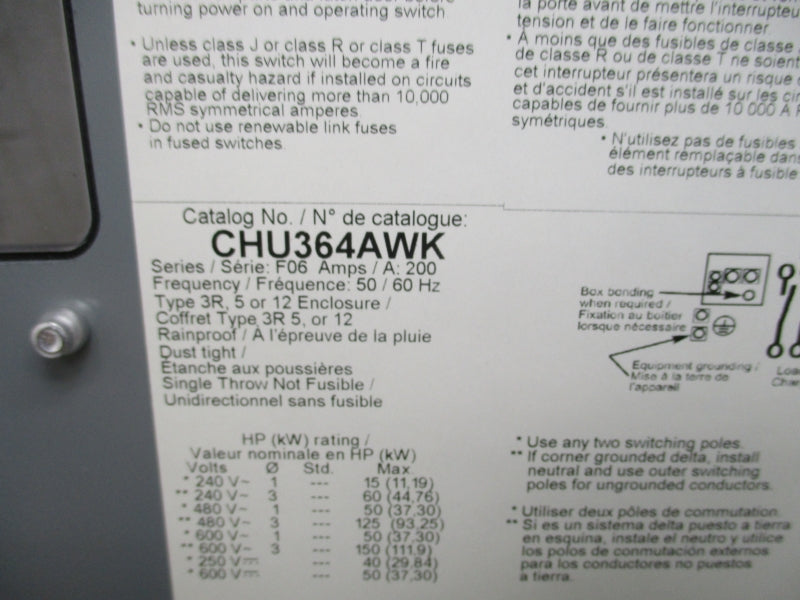 turning power on and operating switch
• Unless class J or class R or class T fuses
are used, this switch will become a fire
and casualty hazard if installed on circuits
capable of delivering more than 10,000
RMS symmetrical amperes.
• Do not use renewable link fuses
in fused switches.
la porte avant de mettre l'interrupteu
tension et de le faire fonctionner.
• A moins que des fusibles de classe
de classe R ou de classe T ne soient
cet interrupteur présentera un risque
et d'accident s'il est installé sur les cir
capables de fournir plus de 10 000 A R
symétriques.
• N'utilisez pas de fusibles
élément remplaçable dans
des interrupteurs à fusible
Catalog No. / N° de catalogue:
CHU364AWK
Series / Série: F06 Amps / A: 200
Frequency / Fréquence: 50 / 60 Hz
Type 3R, 5 or 12 Enclosure /
Coffret Type 3R 5, or 12
Rainproof / A l'épreuve de la pluie
Dust tight /
Étanche aux poussières
Single Throw Not Fusible /
Unidirectionnel sans fusible
Box bonding
when required /
Fixation au boîtier
lorsque nécessaire
Equipment grounding /
Mise à la terre de
l'appareil
Loa
Char
HP (kW) rating /
Valeur nominale en HP (kW)
Volts Ø Std. Max
* 240 V~ 1 --- 15 (11,19)
** 240 V~ 3 --- 60 (44,76)
* 480 V~ 1 --- 50 (37,30)
** 480 V~ 3 --- 125 (93,25)
* 600 V~ 1 --- 50 (37,30)
** 600 V~ 3 --- 150 (111,9)
* 250 V⎓ --- 40 (29,84)
* 600 V⎓ --- 50 (37,30)
* Use any two switching poles.
** If corner grounded delta, install
neutral and use outer switching
poles for ungrounded conductors.
* Utiliser deux pôles de commutation.
** Si es un sistema delta puesto a tierra
en esquina, instale el neutro y utilice
los polos de conmutación externos
para los conductores no puestos
a tierra.